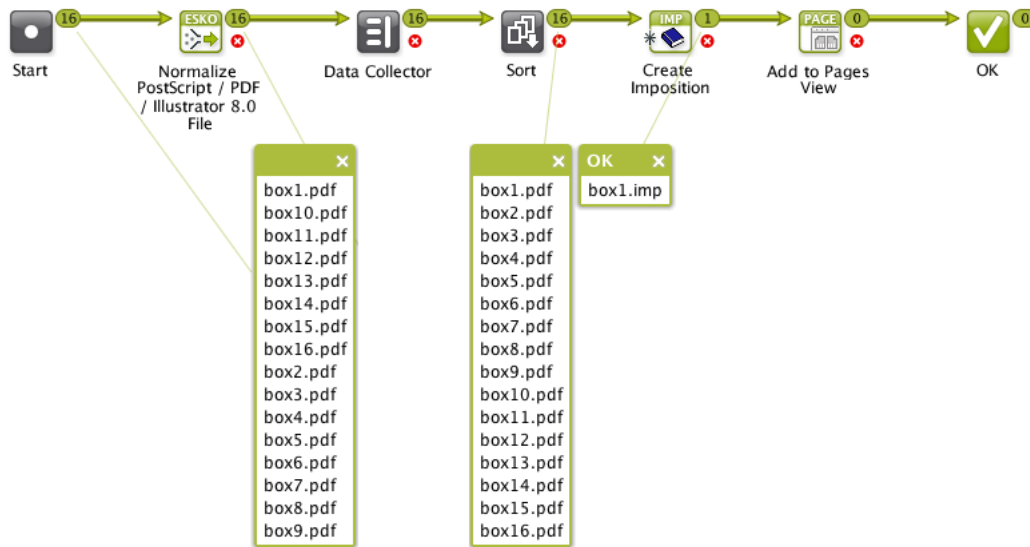 16
ESKO
16
16
16
IMP
1
PAGE
0
0
Start
Normalize
PostScript / PDF
/ Illustrator 8.0
File
Data Collector
Sort
Create
Imposition
Add to Pages
View
OK
box1.pdf
box10.pdf
box11.pdf
box12.pdf
box13.pdf
box14.pdf
box15.pdf
box16.pdf
box2.pdf
box3.pdf
box4.pdf
box5.pdf
box6.pdf
box7.pdf
box8.pdf
box9.pdf
box1.pdf
box2.pdf
box3.pdf
box4.pdf
box5.pdf
box6.pdf
box7.pdf
box8.pdf
box9.pdf
box10.pdf
box11.pdf
box12.pdf
box13.pdf
box14.pdf
box15.pdf
box16.pdf
OK
box1.imp